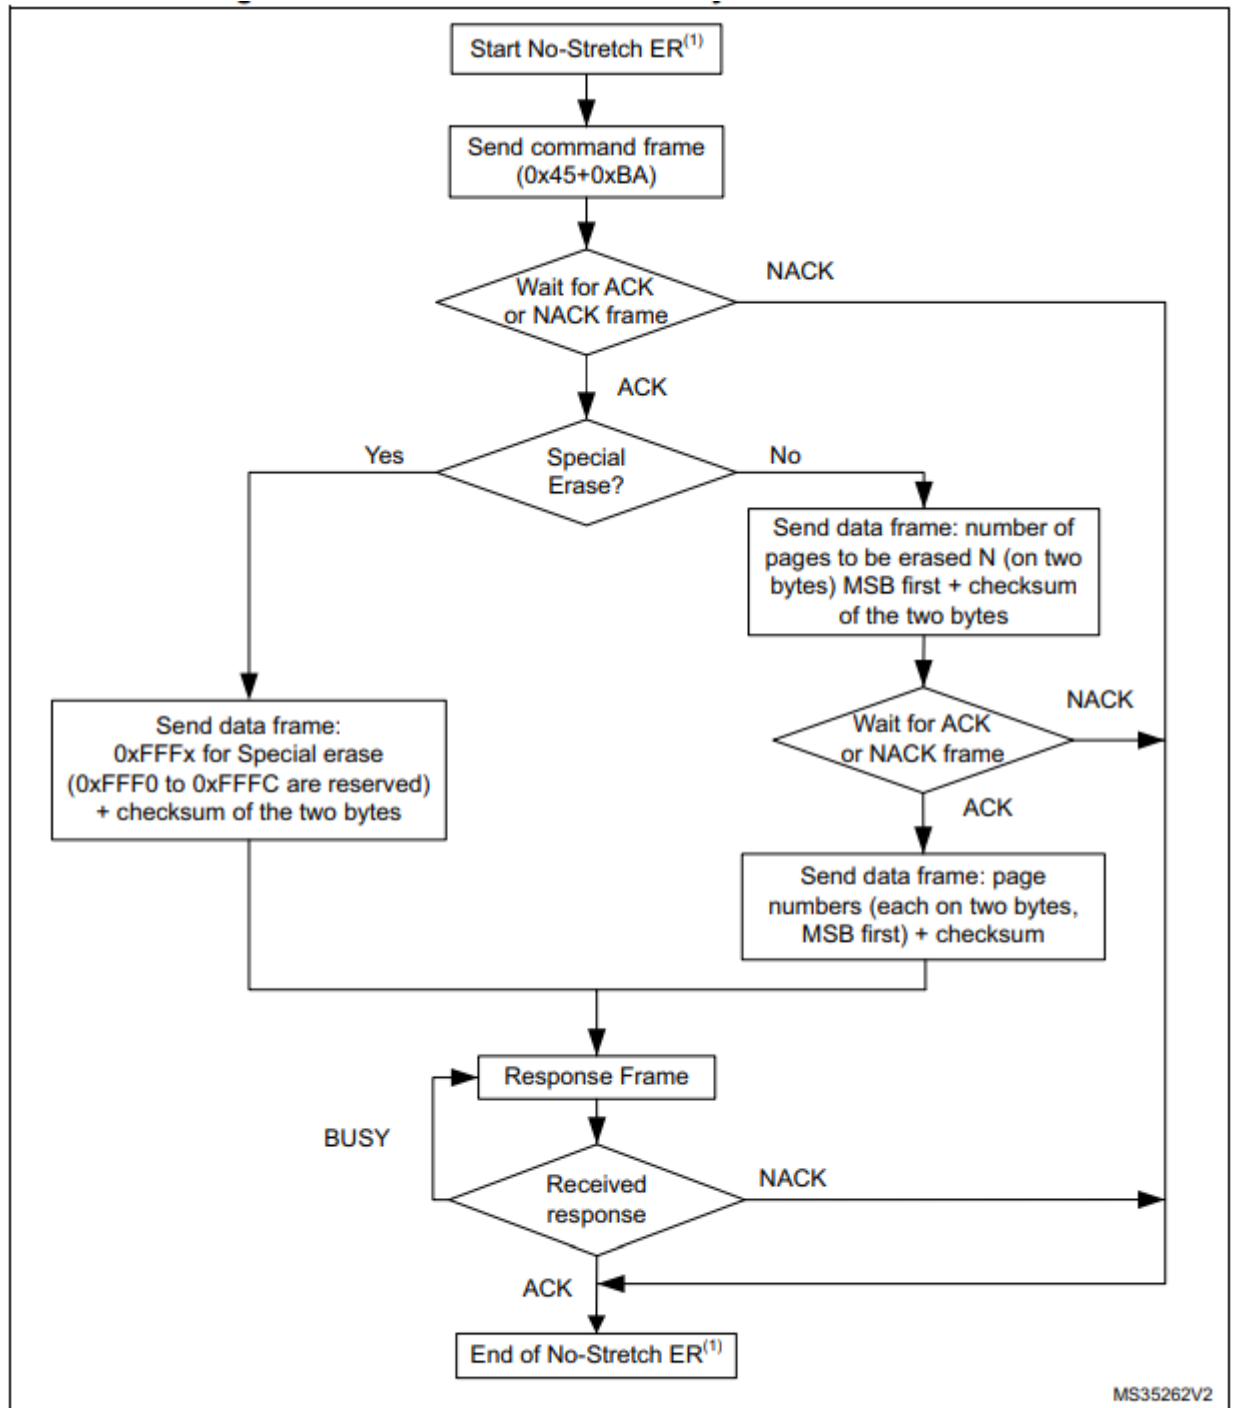 Start No-Stretch ER(1)
Send command frame
(0x45+0xBA)
NACK
Wait for ACK
or NACK frame
ACK
Yes
Special
Erase?
No
Send data frame: number of
pages to be erased N (on two
bytes) MSB first + checksum
of the two bytes
NACK
Wait for ACK
or NACK frame
Send data frame:
0xFFFx for Special erase
(0xFFF0 to 0xFFFC are reserved)
+ checksum of the two bytes
ACK
Send data frame: page
numbers (each on two bytes,
MSB first) + checksum
Response Frame
BUSY
Received
response
NACK
ACK
End of No-Stretch ER(1)
MS35262V2